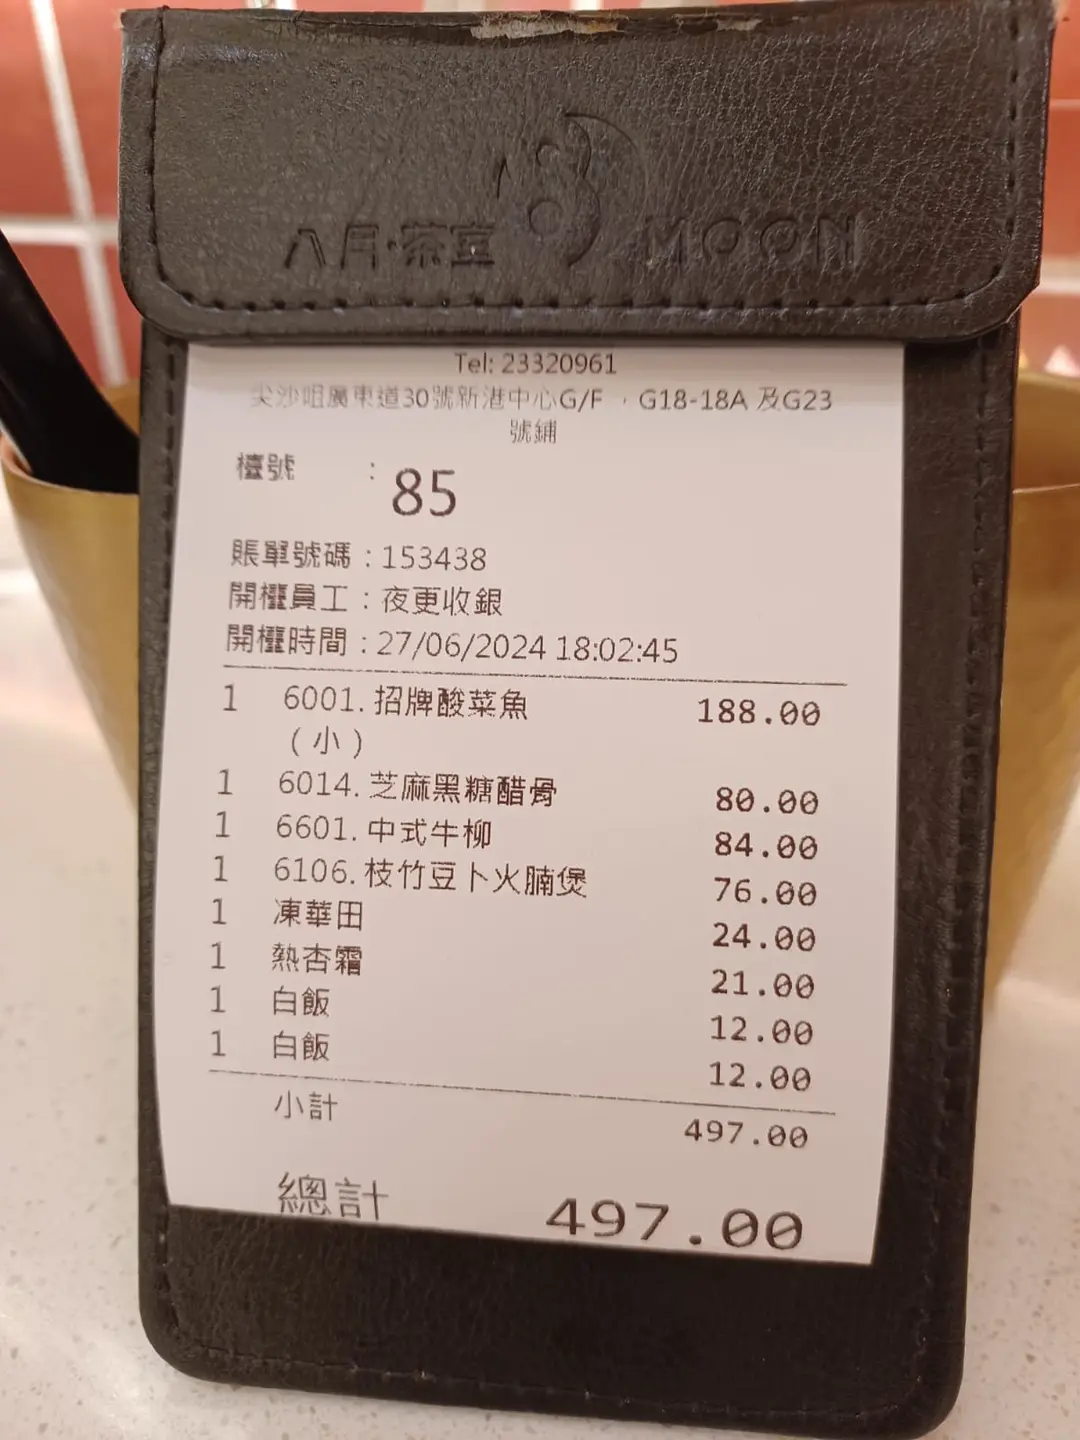 八月·茶豆 8 MOON
Tel: 23320961
尖沙咀廣東道30號新港中心G/F ，G18-18A 及G23
號鋪
檯號 : 85
賬單號碼 : 153438
開檯員工 : 夜更收銀
開檯時間 : 27/06/2024 18:02:45
1 6001. 招牌酸菜魚 188.00
（小）
1 6014. 芝麻黑糖醋骨 80.00
1 6601. 中式牛柳 84.00
1 6106. 枝竹豆卜火腩煲 76.00
1 凍華田 24.00
1 熱杏霜 21.00
1 白飯 12.00
1 白飯 12.00
小計 497.00
總計 497.00